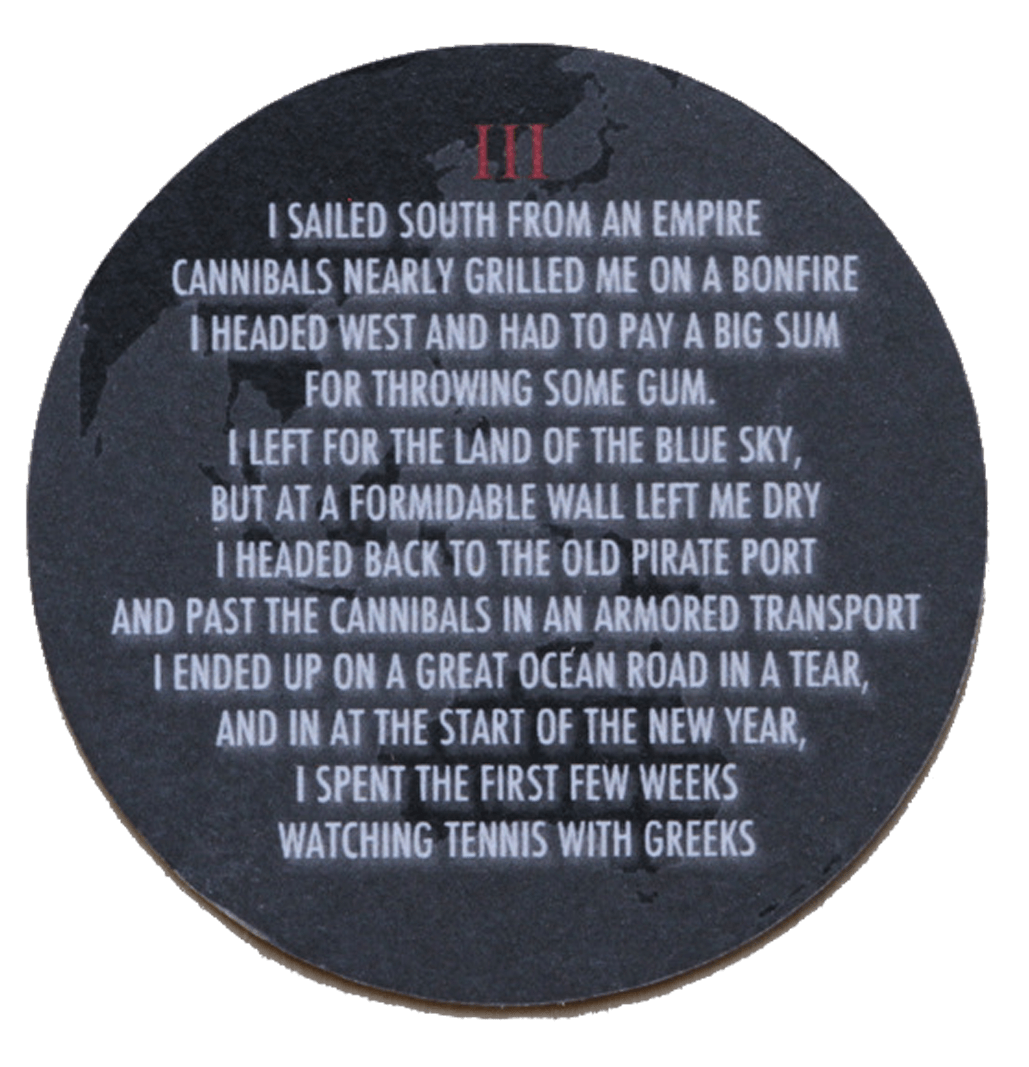 III
I SAILED SOUTH FROM AN EMPIRE
CANNIBALS NEARLY GRILLED ME ON A BONFIRE
I HEADED WEST AND HAD TO PAY A BIG SUM
FOR THROWING SOME GUM.
I LEFT FOR THE LAND OF THE BLUE SKY,
BUT AT A FORMIDABLE WALL LEFT ME DRY
I HEADED BACK TO THE OLD PIRATE PORT
AND PAST THE CANNIBALS IN AN ARMORED TRANSPORT
I ENDED UP ON A GREAT OCEAN ROAD IN A TEAR,
AND IN AT THE START OF THE NEW YEAR,
I SPENT THE FIRST FEW WEEKS
WATCHING TENNIS WITH GREEKS